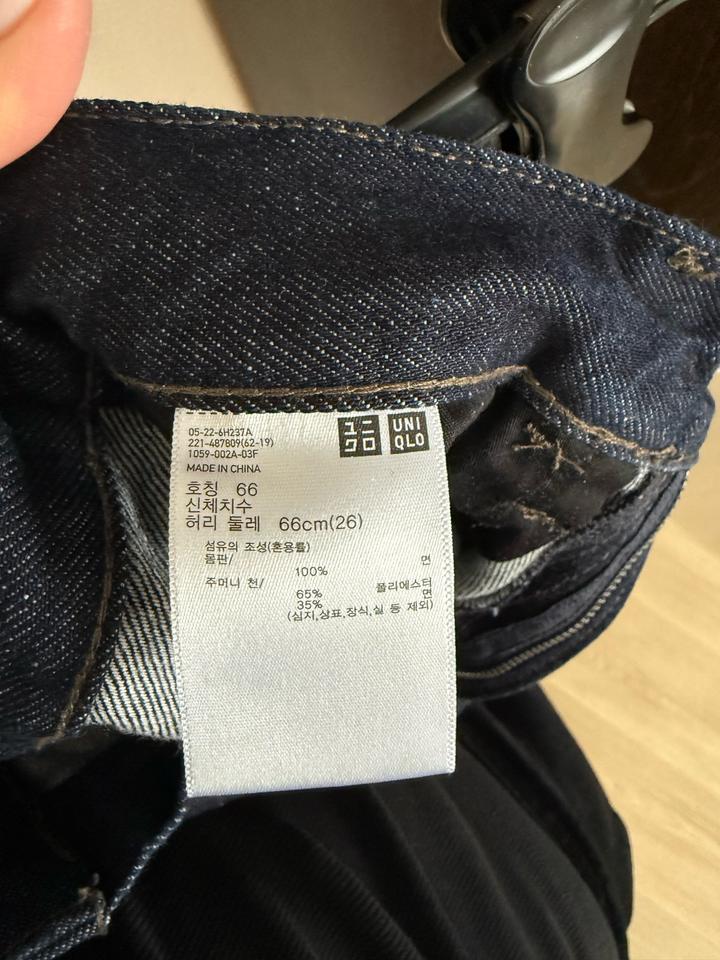 05-22-6H237A
221-487809(62-19)
1059-002A-03F
MADE IN CHINA
ユニ
クロ
UNI
QLO
호칭 66
신체치수
허리 둘레 66cm(26)
섬유의 조성(혼용률)
몸판/ 면
100%
주머니 천/ 폴리에스터
65% 면
35%
(심지,상표,장식,실 등 제외)